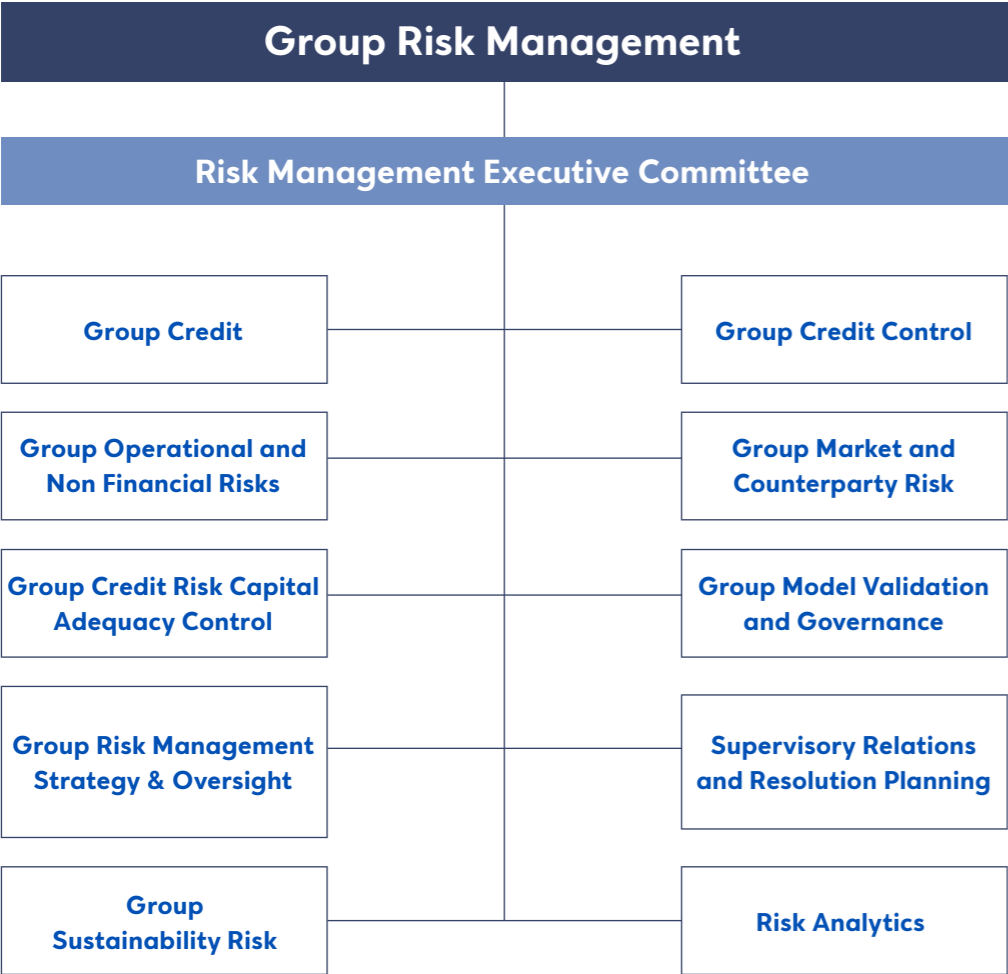 Group Risk Management
Risk Management Executive Committee
Group Credit
Group Credit Control
Group Operational and
Non Financial Risks
Group Market and
Counterparty Risk
Group Credit Risk Capital
Adequacy Control
Group Model Validation
and Governance
Group Risk Management
Strategy & Oversight
Supervisory Relations
and Resolution Planning
Group
Sustainability Risk
Risk Analytics